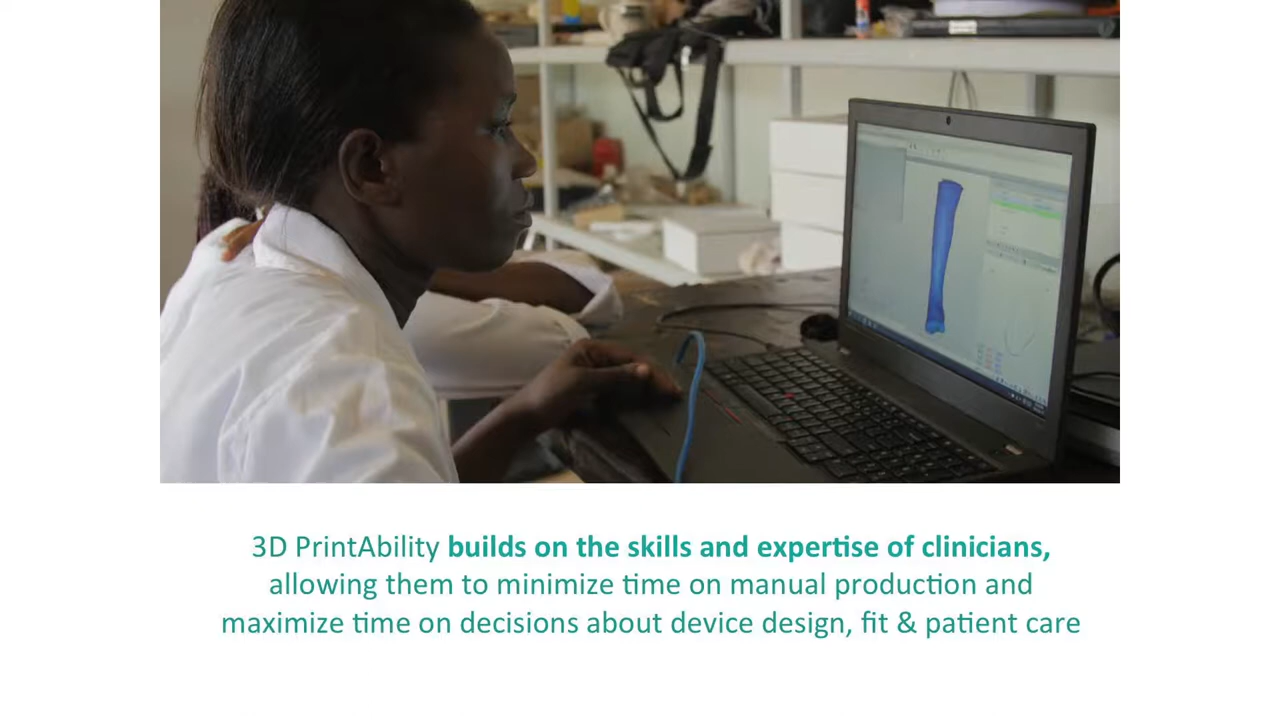 3D PrintAbility builds on the skills and expertise of clinicians,
allowing them to minimize time on manual production and
maximize time on decisions about device design, fit & patient care